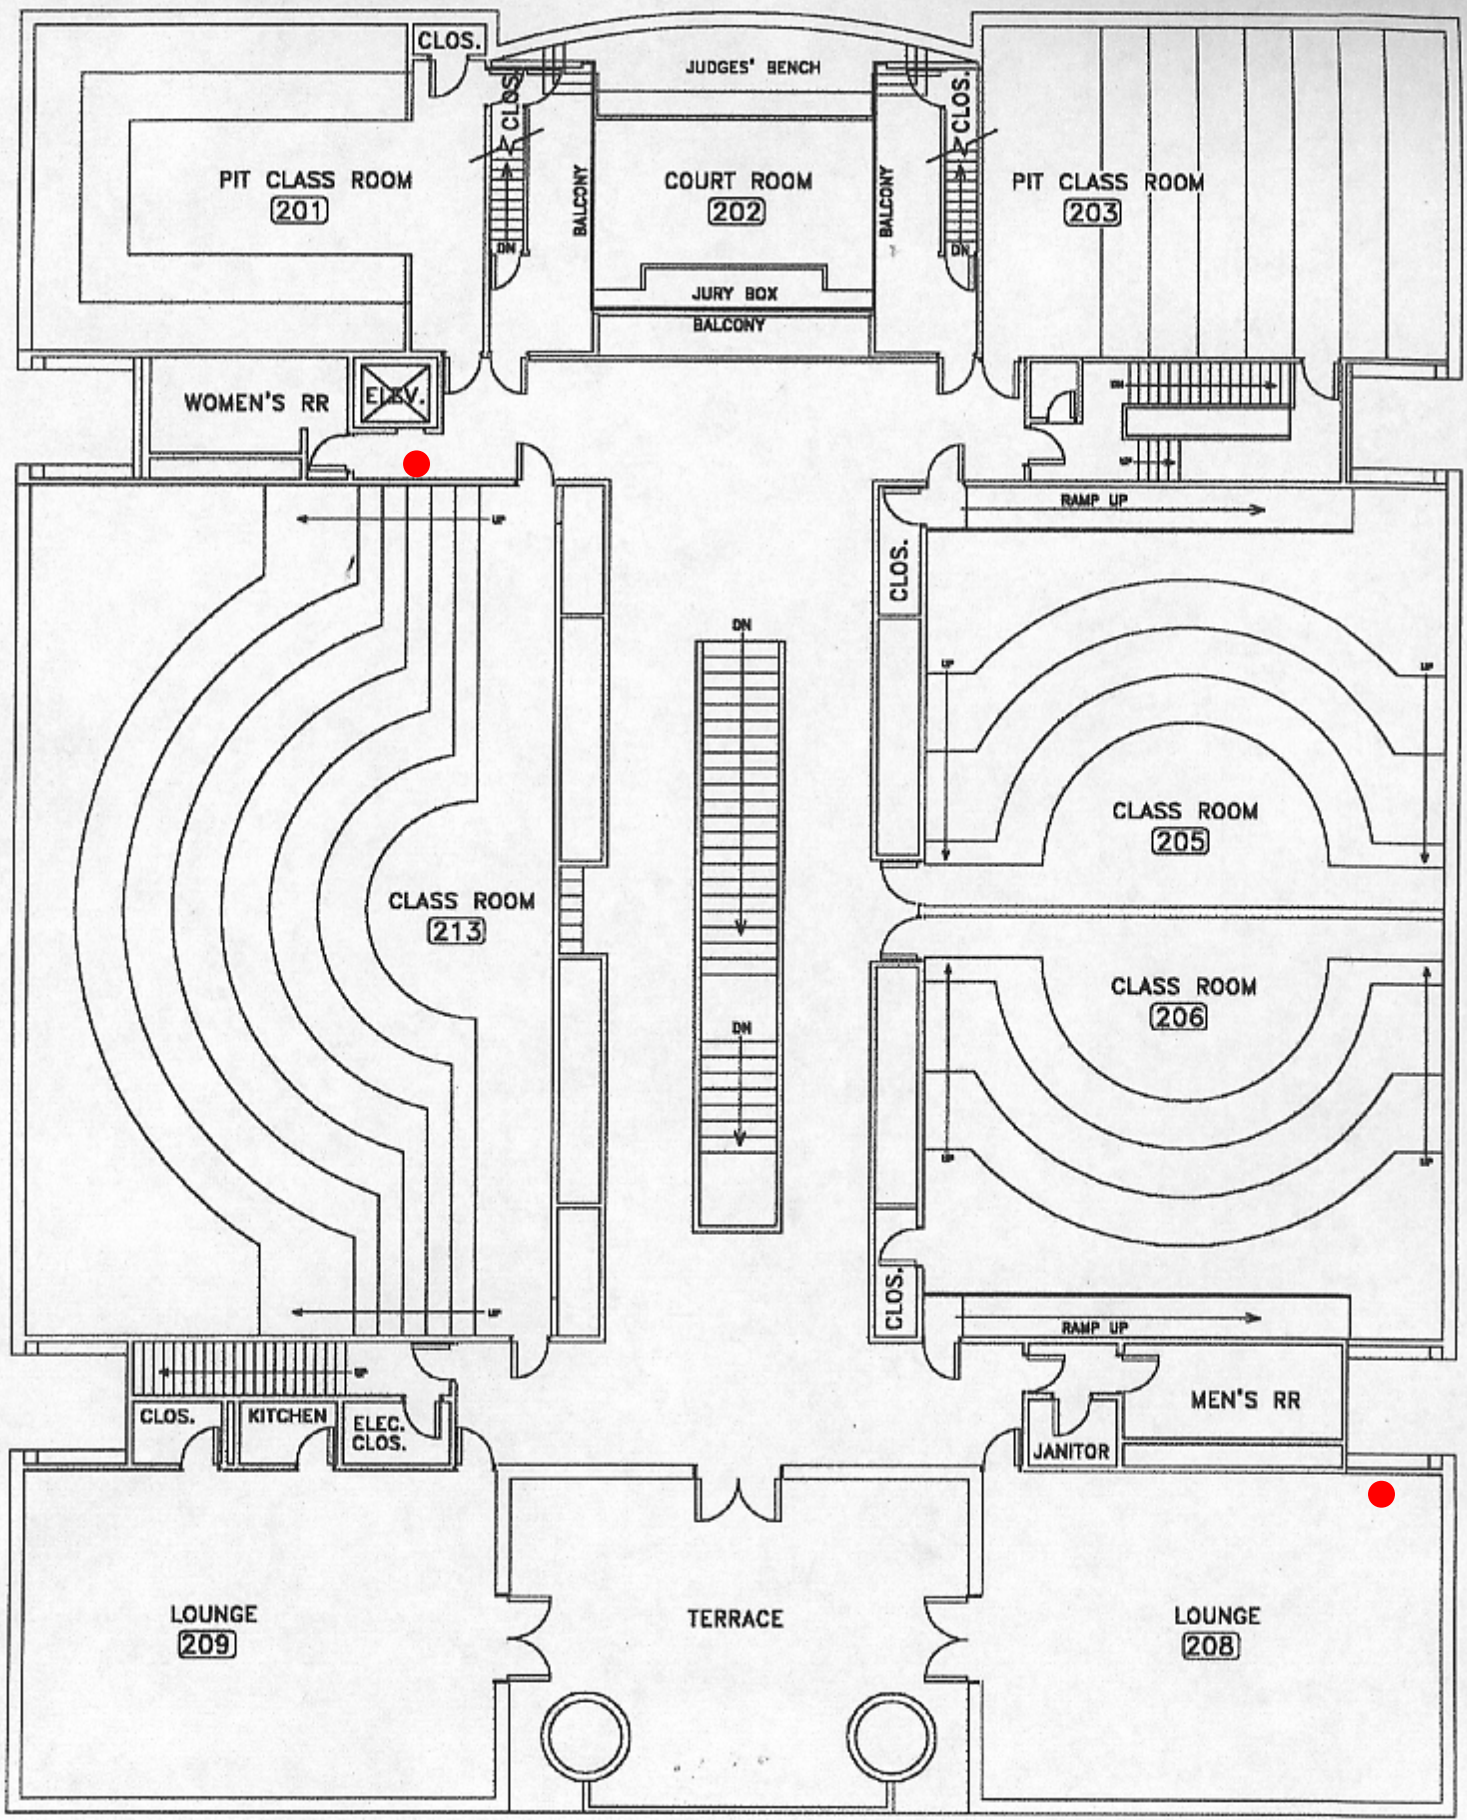 CLOS.
JUDGES' BENCH
CLOS.
CLOS.
PIT CLASS ROOM
201
BALCONY
COURT ROOM
202
BALCONY
PIT CLASS ROOM
203
DN
DN
JURY BOX
BALCONY
WOMEN'S RR
ELEV.
DN
UP
UP
RAMP UP
CLOS.
DN
UP
UP
CLASS ROOM
205
CLASS ROOM
213
CLASS ROOM
206
DN
UP
UP
CLOS.
UP
RAMP UP
UP
CLOS.
KITCHEN
ELEC.
CLOS.
MEN'S RR
JANITOR
LOUNGE
209
TERRACE
LOUNGE
208